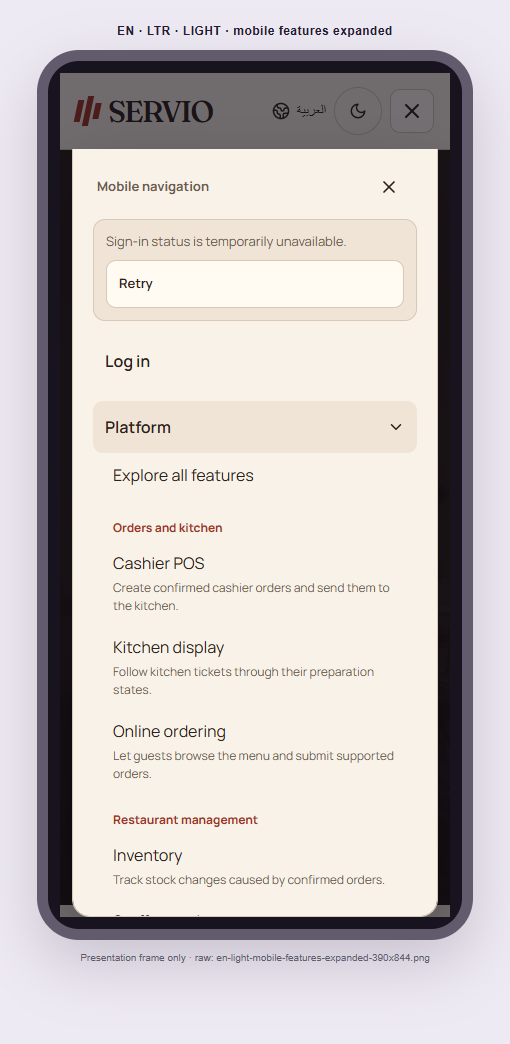 EN · LTR · LIGHT · mobile features expanded
SERVIO
العربية
Mobile navigation
Sign-in status is temporarily unavailable.
Retry
Log in
Platform
Explore all features
Orders and kitchen
Cashier POS
Create confirmed cashier orders and send them to
the kitchen.
Kitchen display
Follow kitchen tickets through their preparation
states.
Online ordering
Let guests browse the menu and submit supported
orders.
Restaurant management
Inventory
Track stock changes caused by confirmed orders.
Presentation frame only · raw: en-light-mobile-features-expanded-390x844.png